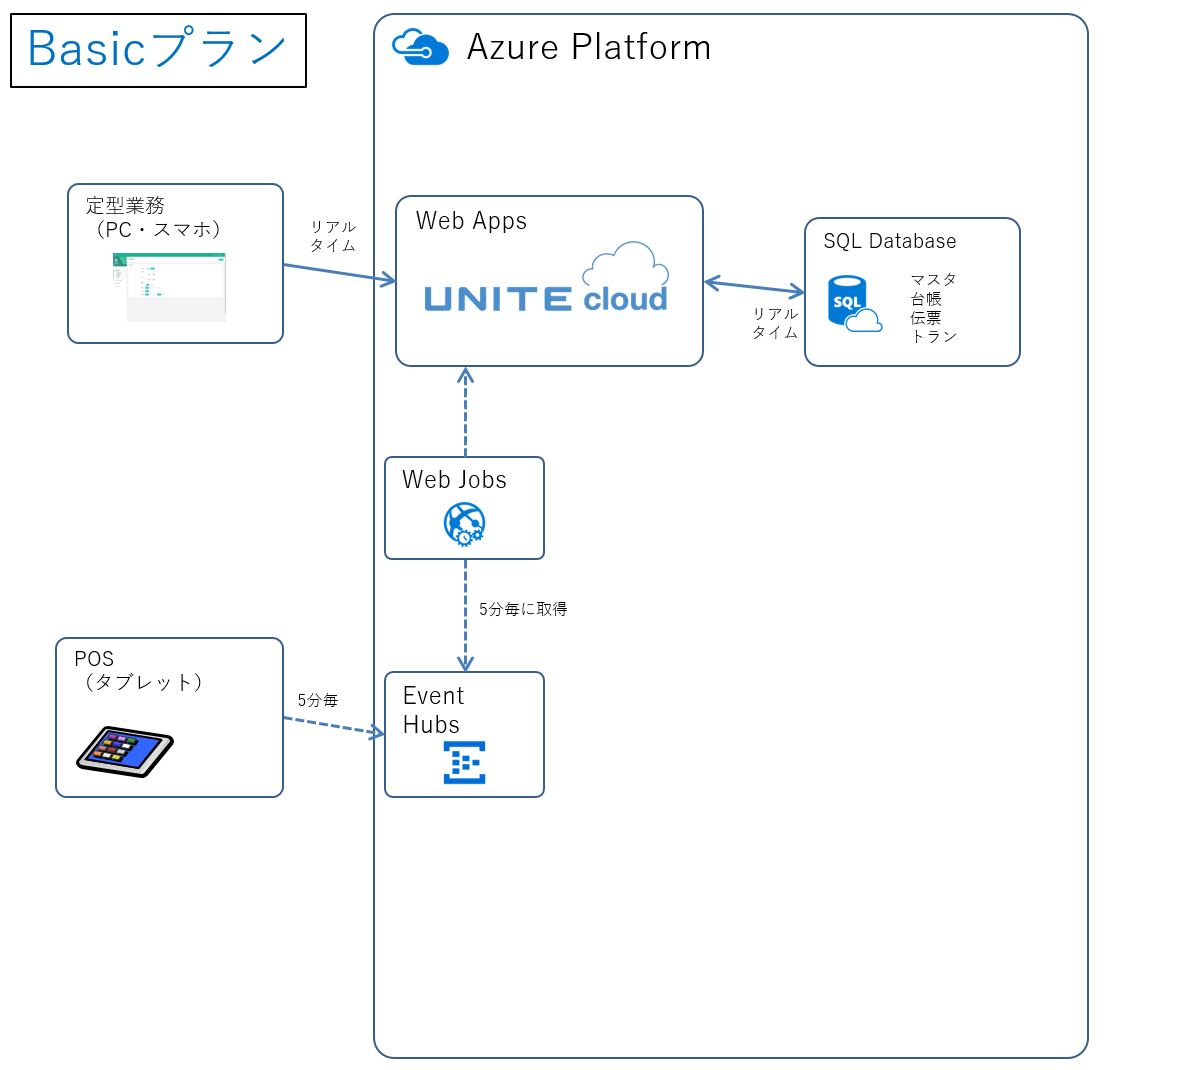 Basicプラン
Azure Platform
定型業務
（PC・スマホ）
リアル
タイム
Web Apps
UNITE cloud
リアル
タイム
SQL Database
SQL
マスタ
台帳
伝票
トラン
Web Jobs
5分毎に取得
POS
（タブレット）
5分毎
Event
Hubs